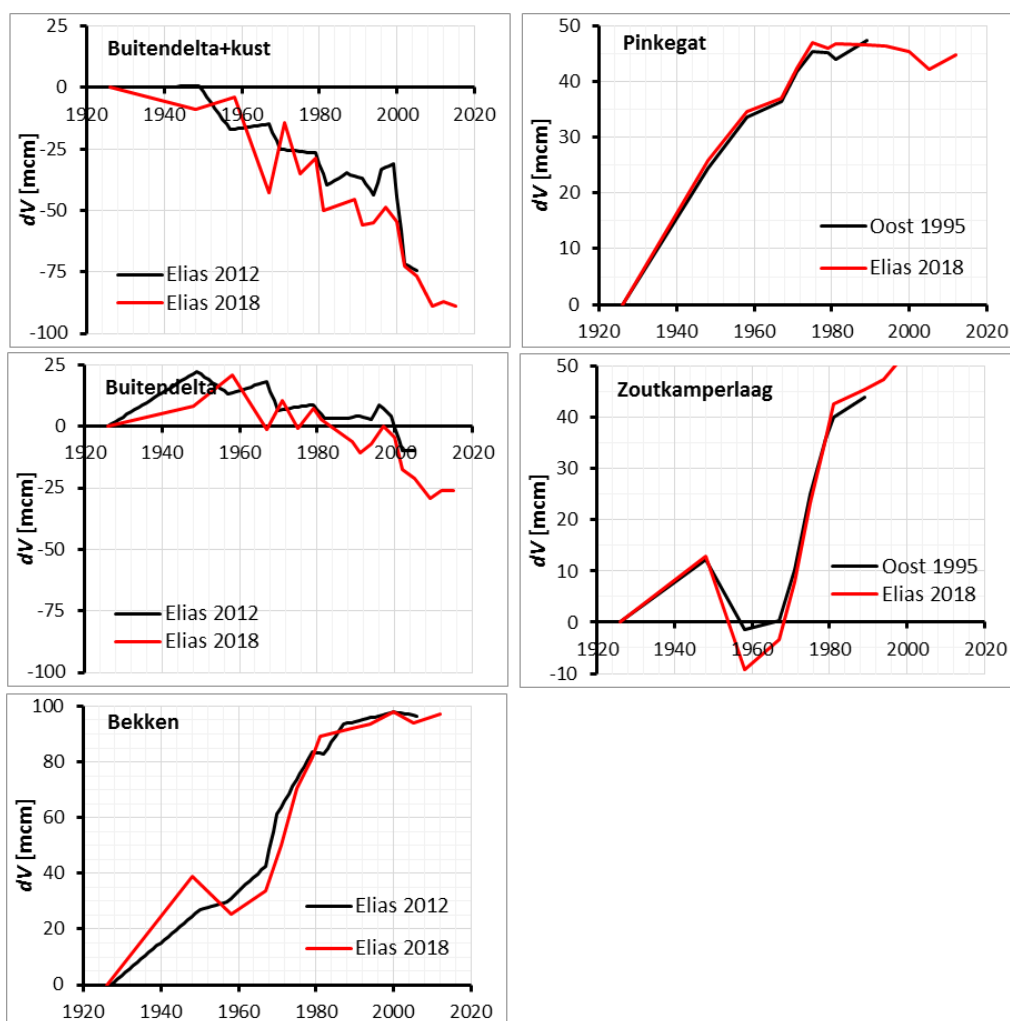 Buitendelta+kust
dV [mcm]
25
0
-25
-50
-75
-100
1920 1940 1960 1980 2000 2020
Elias 2012
Elias 2018
Pinkegat
dV [mcm]
50
40
30
20
10
0
1920 1940 1960 1980 2000 2020
Oost 1995
Elias 2018
Buitendelta
dV [mcm]
25
0
-25
-50
-75
-100
1920 1940 1960 1980 2000 2020
Elias 2012
Elias 2018
Zoutkamperlaag
dV [mcm]
50
40
30
20
10
0
-10
1920 1940 1960 1980 2000 2020
Oost 1995
Elias 2018
Bekken
dV [mcm]
100
80
60
40
20
0
1920 1940 1960 1980 2000 2020
Elias 2012
Elias 2018